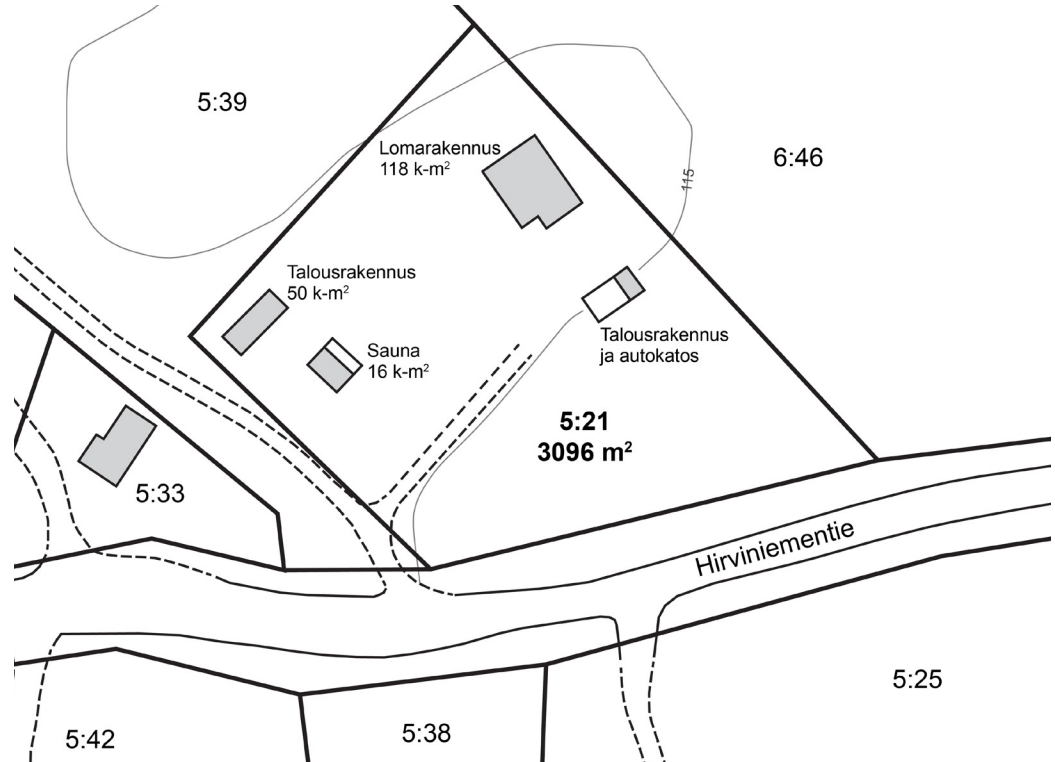 5:39
Lomarakennus
118 k-m²
6:46
115
Talousrakennus
50 k-m²
Sauna
16 k-m²
Talousrakennus
ja autokatos
5:21
3096 m²
5:33
Hirviniementie
5:25
5:42
5:38